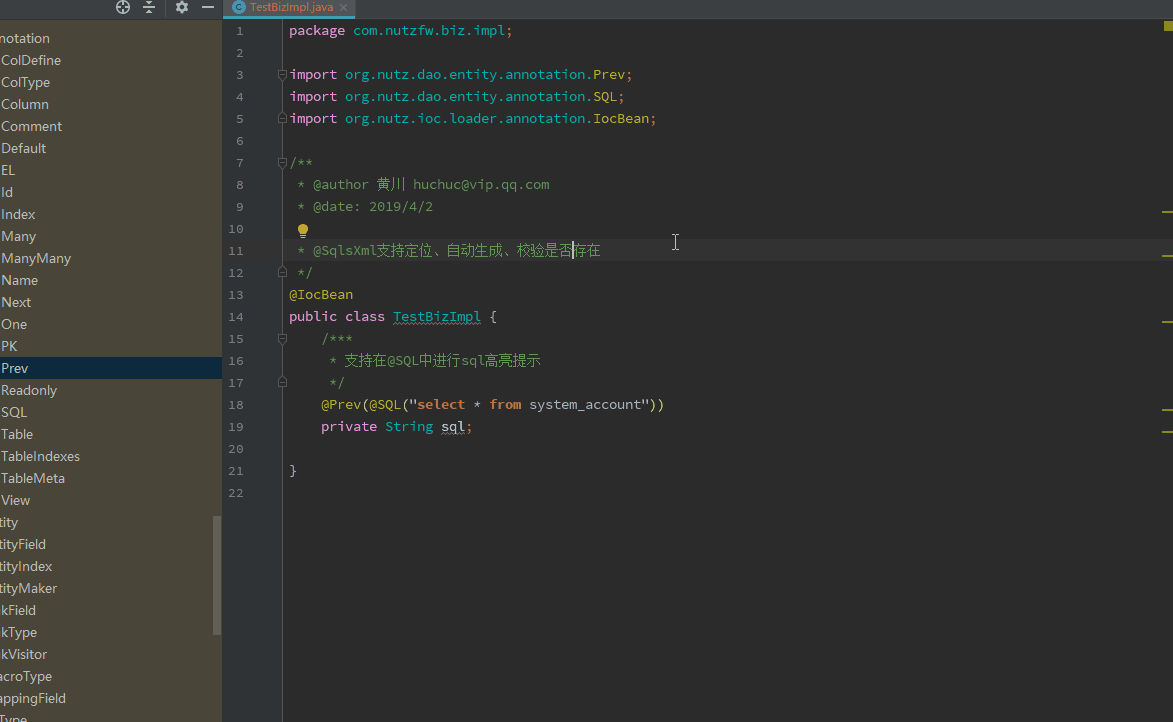 TestBizImpl.java
notation
ColDefine
ColType
Column
Comment
Default
EL
Id
Index
Many
ManyMany
Name
Next
One
PK
Prev
Readonly
SQL
Table
TableIndexes
TableMeta
View
tity
tityField
tityIndex
tityMaker
kField
kType
kVisitor
acroType
appingField
Type
1 package com.nutzfw.biz.impl;
2
3 import org.nutz.dao.entity.annotation.Prev;
4 import org.nutz.dao.entity.annotation.SQL;
5 import org.nutz.ioc.loader.annotation.IocBean;
6
7 /**
8 * @author 黄川 huchuc@vip.qq.com
9 * @date: 2019/4/2
10
11 * @SqlsXml支持定位、自动生成、校验是否存在
12 */
13 @IocBean
14 public class TestBizImpl {
15 /***
16 * 支持在@SQL中进行sql高亮提示
17 */
18 @Prev(@SQL("select * from system_account"))
19 private String sql;
20
21 }
22